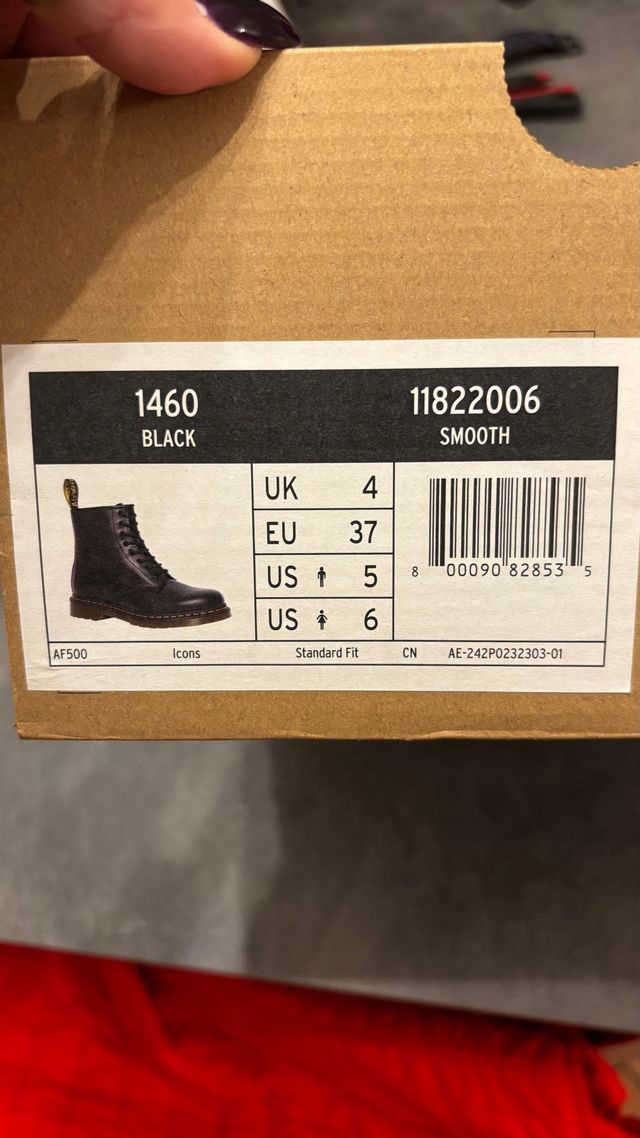 1460
BLACK
11822006
SMOOTH
UK 4
EU 37
US 5
US 6
8 00090 82853 5
AF500 Icons Standard Fit CN AE-242P0232303-01